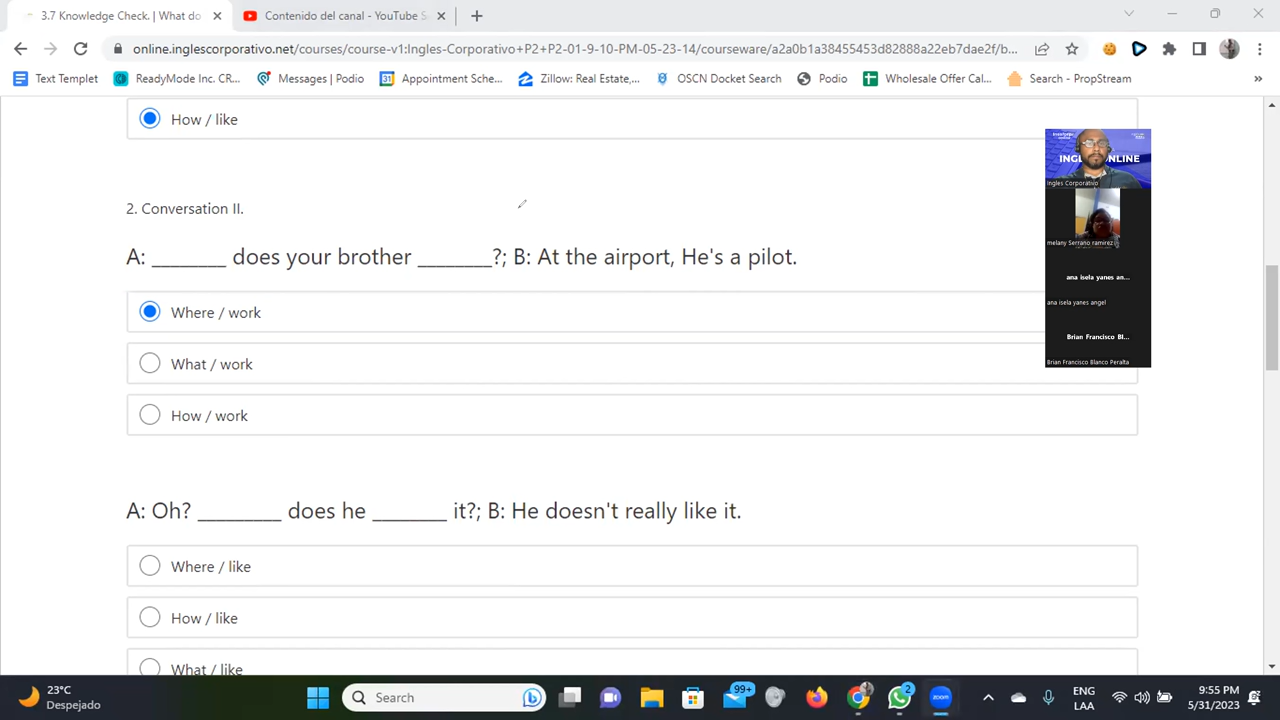 3.7 Knowledge Check. | What do
Contenido del canal - YouTube S
online.inglescorporativo.net/courses/course-v1:Ingles-Corporativo+P2+P2-01-9-10-PM-05-23-14/courseware/a2a0b1a38455453d82888a22eb7dae2f/b...
Text Templet
ReadyMode Inc. CR...
Messages | Podio
Appointment Sche...
Zillow: Real Estate,...
OSCN Docket Search
Podio
Wholesale Offer Cal...
Search - PropStream
»
How / like
INGL ONLINE
Ingles Corporativo
melany Serrano ramirez
ana isela yanes an...
ana isela yanes angel
Brian Francisco Bl...
Brian Francisco Blanco Peralta
2. Conversation II.
A: ________ does your brother ________?; B: At the airport, He's a pilot.
Where / work
What / work
How / work
A: Oh? _________ does he ________ it?; B: He doesn't really like it.
Where / like
How / like
What / like
23°C
Despejado
Search
99+
2
ENG
LAA
9:55 PM
5/31/2023